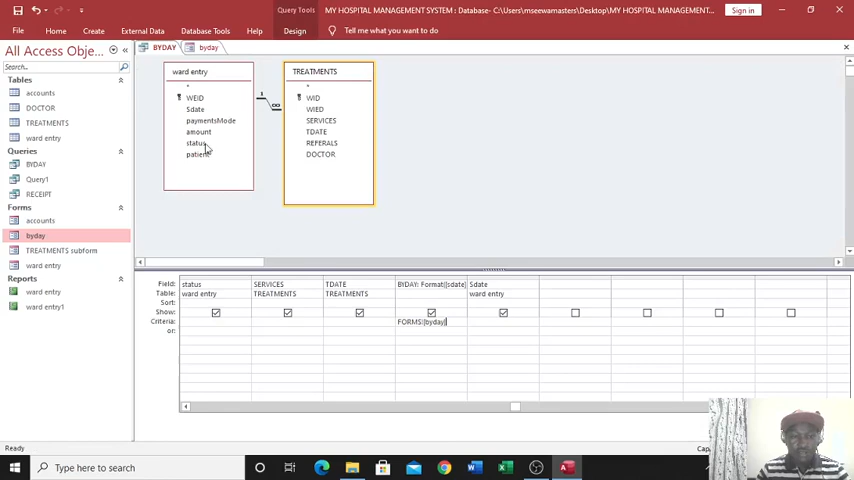 Query Tools
MY HOSPITAL MANAGEMENT SYSTEM : Database- C:\Users\mseewamasters\Desktop\MY HOSPITAL MANAGEMENT...
Sign in
File
Home
Create
External Data
Database Tools
Help
Design
Tell me what you want to do
All Access Obje...
BYDAY
byday
Search...
Tables
accounts
DOCTOR
TREATMENTS
ward entry
Queries
BYDAY
Query1
RECEIPT
Forms
accounts
byday
TREATMENTS subform
ward entry
Reports
ward entry
ward entry1
ward entry
*
WEID
Sdate
paymentsMode
amount
status
patient
1
∞
TREATMENTS
*
WID
WIED
SERVICES
TDATE
REFERALS
DOCTOR
Field: status SERVICES TDATE BYDAY: Format([sdate] Sdate
Table: ward entry TREATMENTS TREATMENTS ward entry
Sort:
Show:
Criteria: FORMS![byday]
or:
Ready
Type here to search